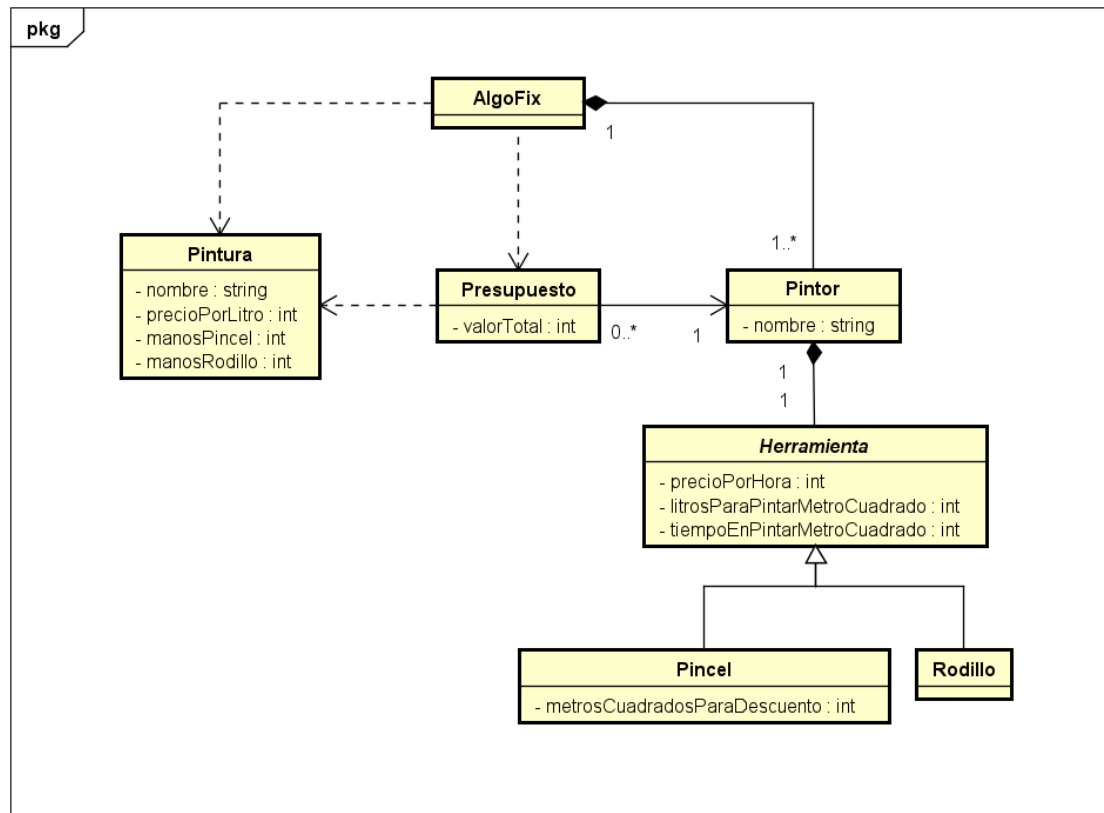 pkg
AlgoFix
1
1..*
Pintura
- nombre : string
- precioPorLitro : int
- manosPincel : int
- manosRodillo : int
Presupuesto
- valorTotal : int
0..*
1
Pintor
- nombre : string
1
1
Herramienta
- precioPorHora : int
- litrosParaPintarMetroCuadrado : int
- tiempoEnPintarMetroCuadrado : int
Pincel
- metrosCuadradosParaDescuento : int
Rodillo